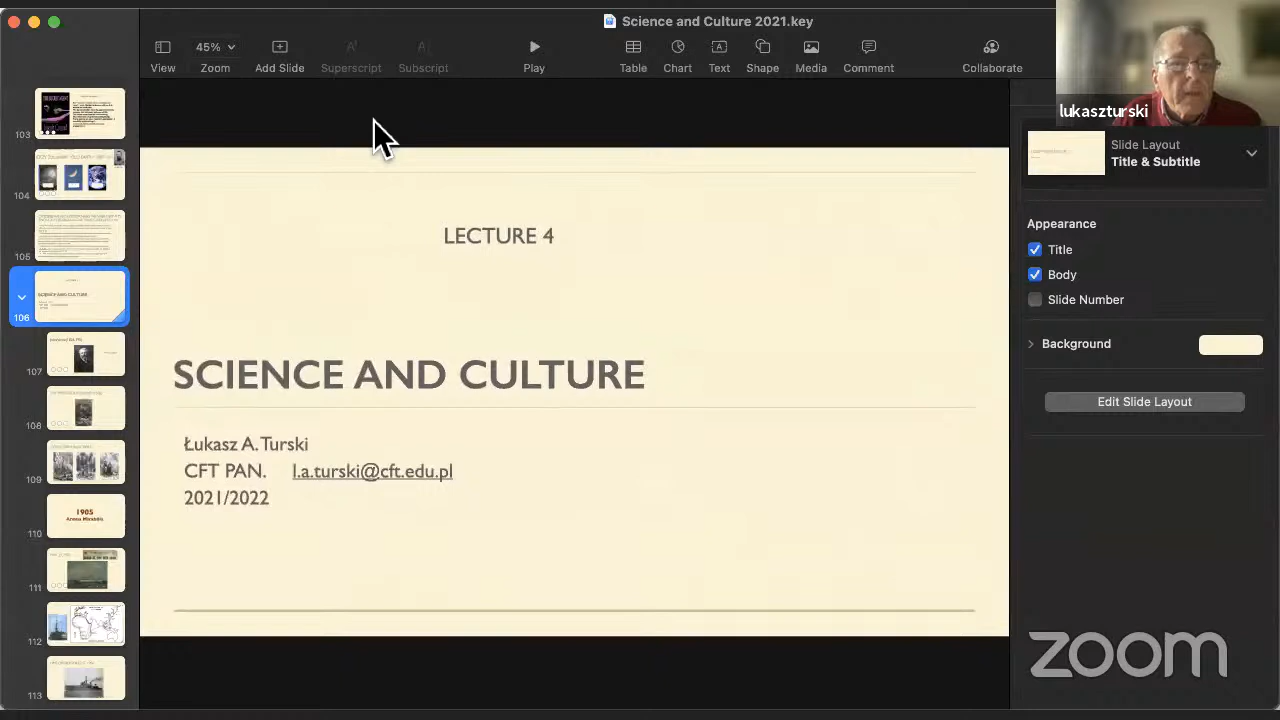 Science and Culture 2021.key
45%
View
Zoom
Add Slide
Superscript
Subscript
Play
Table
Chart
Text
Shape
Media
Comment
Collaborate
lukaszturski
103
104
105
106
107
108
109
110
1905
Annus Mirabilis
111
112
113
LECTURE 4
SCIENCE AND CULTURE
Łukasz A. Turski
CFT PAN. l.a.turski@cft.edu.pl
2021/2022
Slide Layout
Title & Subtitle
Appearance
Title
Body
Slide Number
Background
Edit Slide Layout
zoom